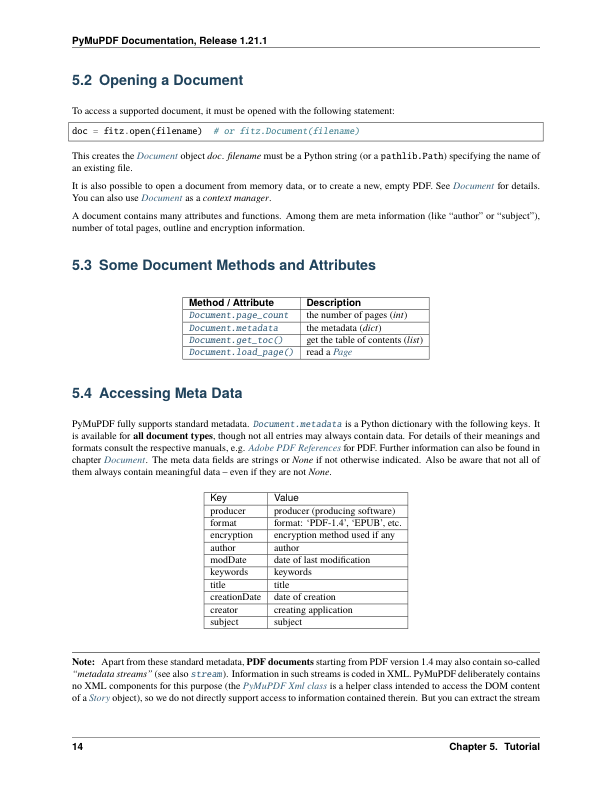 PyMuPDF Documentation, Release 1.21.1
5.2 Opening a Document
To access a supported document, it must be opened with the following statement:
doc = fitz.open(filename)  # or fitz.Document(filename)
This creates the Document object doc. filename must be a Python string (or a pathlib.Path) specifying the name of
an existing file.
It is also possible to open a document from memory data, or to create a new, empty PDF. See Document for details.
You can also use Document as a context manager.
A document contains many attributes and functions. Among them are meta information (like “author” or “subject”),
number of total pages, outline and encryption information.
5.3 Some Document Methods and Attributes
Method / Attribute Description
Document.page_count the number of pages (int)
Document.metadata the metadata (dict)
Document.get_toc() get the table of contents (list)
Document.load_page() read a Page
5.4 Accessing Meta Data
PyMuPDF fully supports standard metadata. Document.metadata is a Python dictionary with the following keys. It
is available for all document types, though not all entries may always contain data. For details of their meanings and
formats consult the respective manuals, e.g. Adobe PDF References for PDF. Further information can also be found in
chapter Document. The meta data fields are strings or None if not otherwise indicated. Also be aware that not all of
them always contain meaningful data – even if they are not None.
Key Value
producer producer (producing software)
format format: ‘PDF-1.4’, ‘EPUB’, etc.
encryption encryption method used if any
author author
modDate date of last modification
keywords keywords
title title
creationDate date of creation
creator creating application
subject subject
Note: Apart from these standard metadata, PDF documents starting from PDF version 1.4 may also contain so-called
“metadata streams” (see also stream). Information in such streams is coded in XML. PyMuPDF deliberately contains
no XML components for this purpose (the PyMuPDF Xml class is a helper class intended to access the DOM content
of a Story object), so we do not directly support access to information contained therein. But you can extract the stream
14 Chapter 5. Tutorial